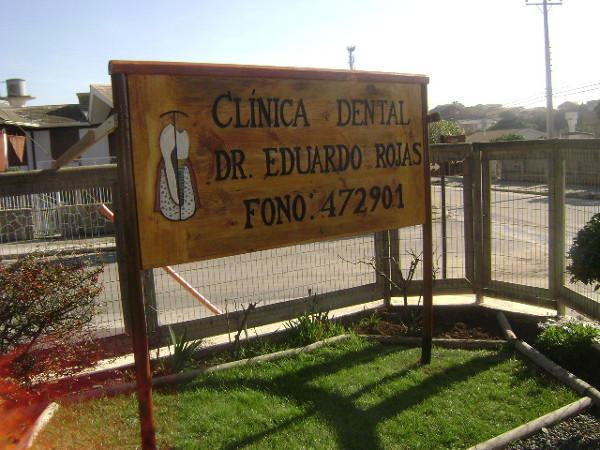 CLÍNICA DENTAL
DR. EDUARDO ROJAS
FONO: 472901